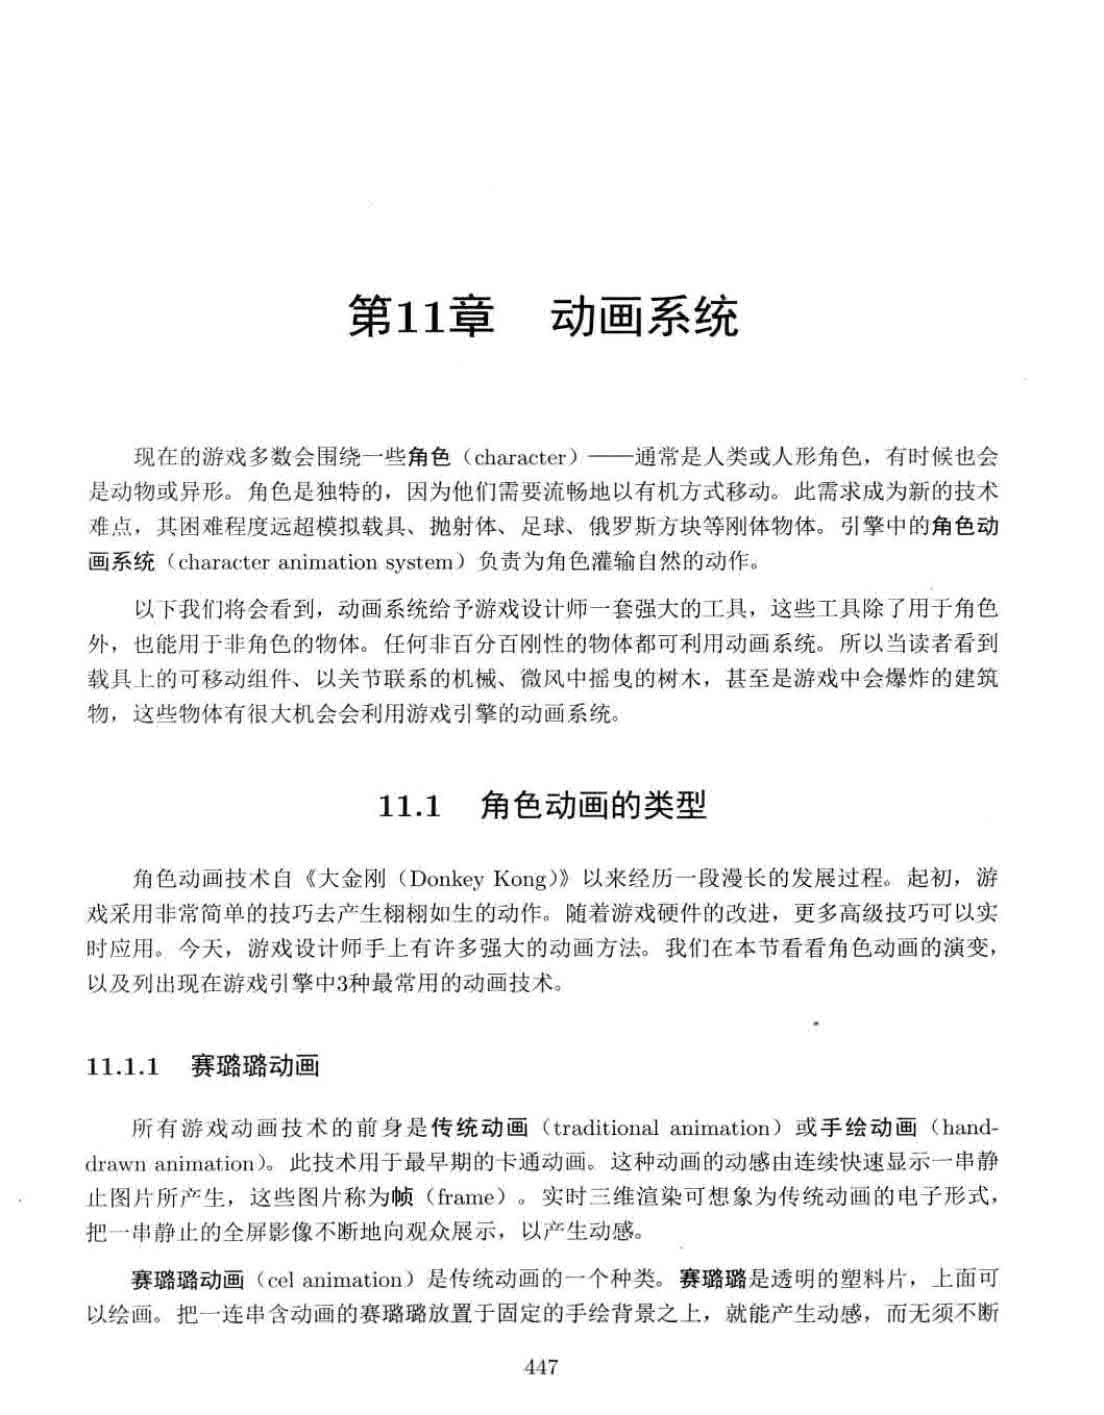 第11章 动画系统
现在的游戏多数会围绕一些角色（character）——通常是人类或人形角色，有时候也会
是动物或异形。角色是独特的，因为他们需要流畅地以有机方式移动。此需求成为新的技术
难点，其困难程度远超模拟载具、抛射体、足球、俄罗斯方块等刚体物体。引擎中的角色动
画系统（character animation system）负责为角色灌输自然的动作。
以下我们将会看到，动画系统给予游戏设计师一套强大的工具，这些工具除了用于角色
外，也能用于非角色的物体。任何非百分百刚性的物体都可利用动画系统。所以当读者看到
载具上的可移动组件、以关节联系的机械、微风中摇曳的树木，甚至是游戏中会爆炸的建筑
物，这些物体有很大机会会利用游戏引擎的动画系统。
11.1 角色动画的类型
角色动画技术自《大金刚（Donkey Kong）》以来经历一段漫长的发展过程。起初，游
戏采用非常简单的技巧去产生栩栩如生的动作。随着游戏硬件的改进，更多高级技巧可以实
时应用。今天，游戏设计师手上有许多强大的动画方法。我们在本节看看角色动画的演变，
以及列出现在游戏引擎中3种最常用的动画技术。
11.1.1 赛璐璐动画
所有游戏动画技术的前身是传统动画（traditional animation）或手绘动画（hand-
drawn animation）。此技术用于最早期的卡通动画。这种动画的动感由连续快速显示一串静
止图片所产生，这些图片称为帧（frame）。实时三维渲染可想象为传统动画的电子形式，
把一串静止的全屏影像不断地向观众展示，以产生动感。
赛璐璐动画（cel animation）是传统动画的一个种类。赛璐璐是透明的塑料片，上面可
以绘画。把一连串含动画的赛璐璐放置于固定的手绘背景之上，就能产生动感，而无须不断
447